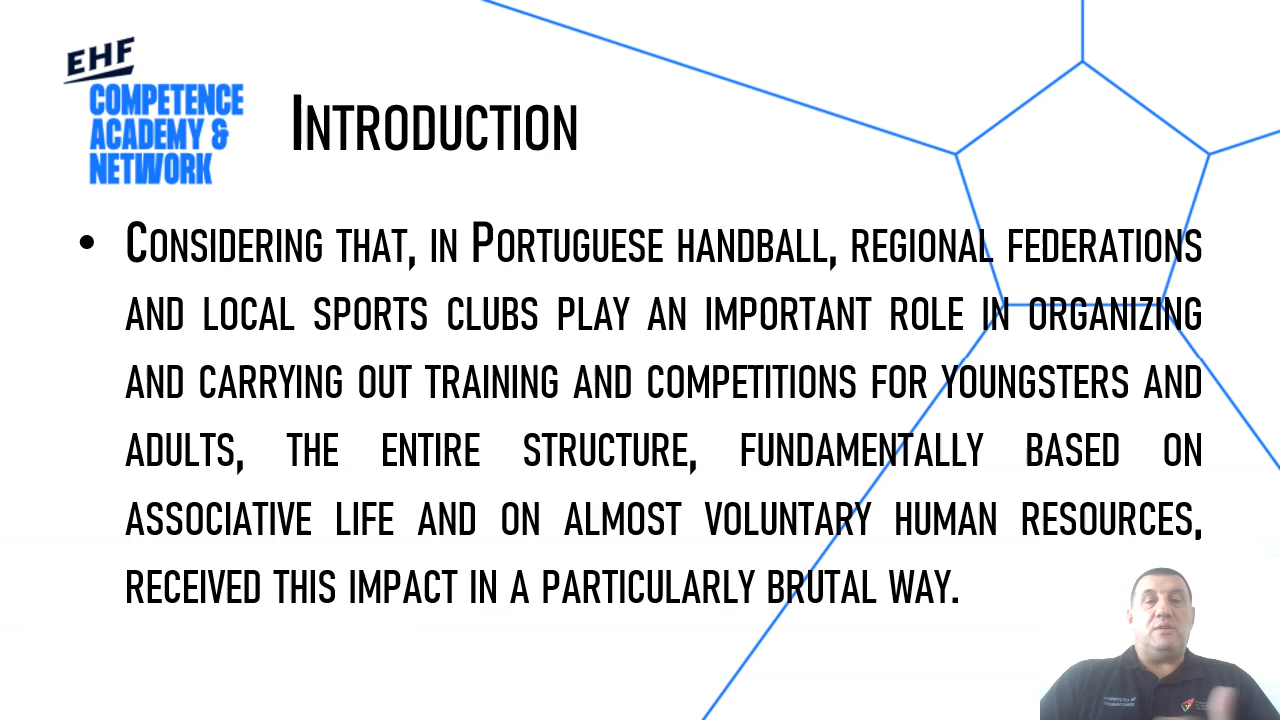 EHF
COMPETENCE
ACADEMY &
NETWORK
INTRODUCTION
• CONSIDERING THAT, IN PORTUGUESE HANDBALL, REGIONAL FEDERATIONS
AND LOCAL SPORTS CLUBS PLAY AN IMPORTANT ROLE IN ORGANIZING
AND CARRYING OUT TRAINING AND COMPETITIONS FOR YOUNGSTERS AND
ADULTS, THE ENTIRE STRUCTURE, FUNDAMENTALLY BASED ON
ASSOCIATIVE LIFE AND ON ALMOST VOLUNTARY HUMAN RESOURCES,
RECEIVED THIS IMPACT IN A PARTICULARLY BRUTAL WAY.